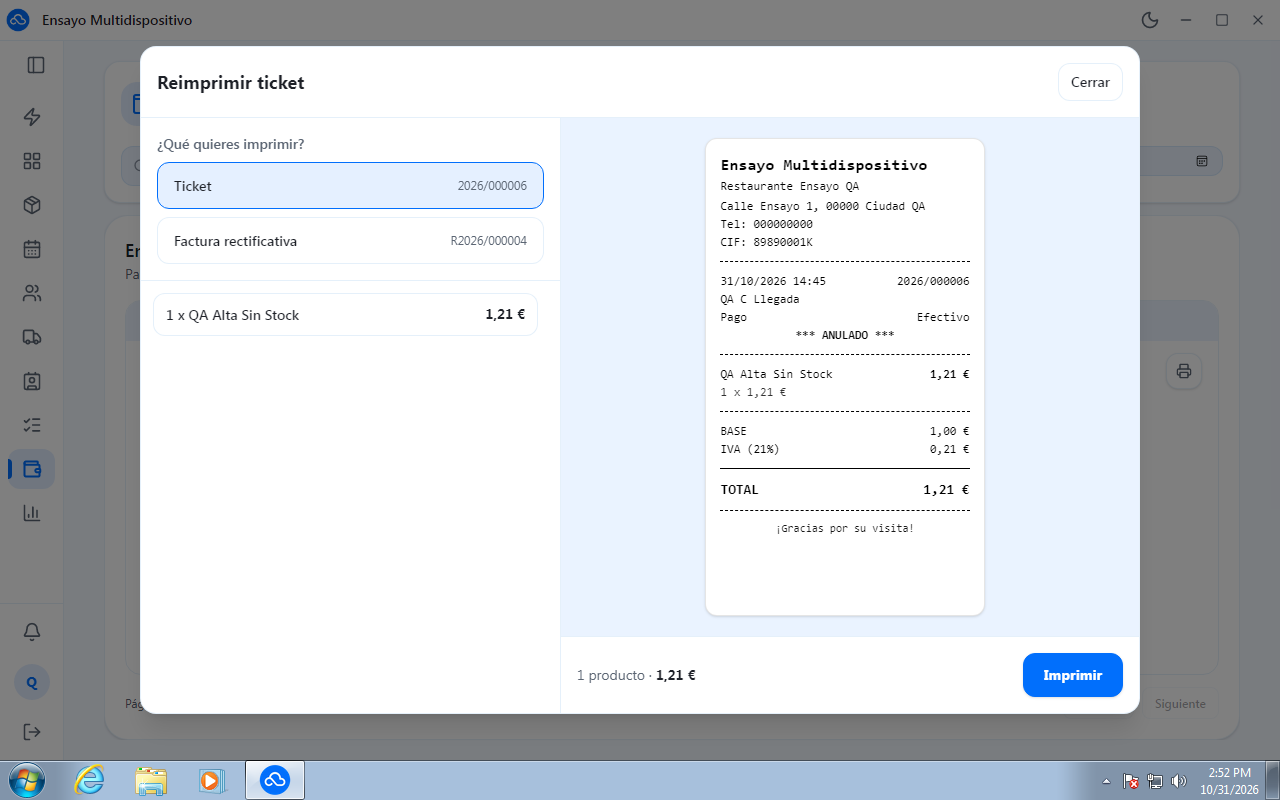 Ensayo Multidispositivo
Reimprimir ticket
Cerrar
¿Qué quieres imprimir?
Ticket 2026/000006
Factura rectificativa R2026/000004
1 x QA Alta Sin Stock 1,21 €
Ensayo Multidispositivo
Restaurante Ensayo QA
Calle Ensayo 1, 00000 Ciudad QA
Tel: 000000000
CIF: 89890001K
31/10/2026 14:45 2026/000006
QA C Llegada
Pago Efectivo
*** ANULADO ***
QA Alta Sin Stock 1,21 €
1 x 1,21 €
BASE 1,00 €
IVA (21%) 0,21 €
TOTAL 1,21 €
¡Gracias por su visita!
1 producto · 1,21 €
Imprimir
Siguiente
Q
2:52 PM
10/31/2026